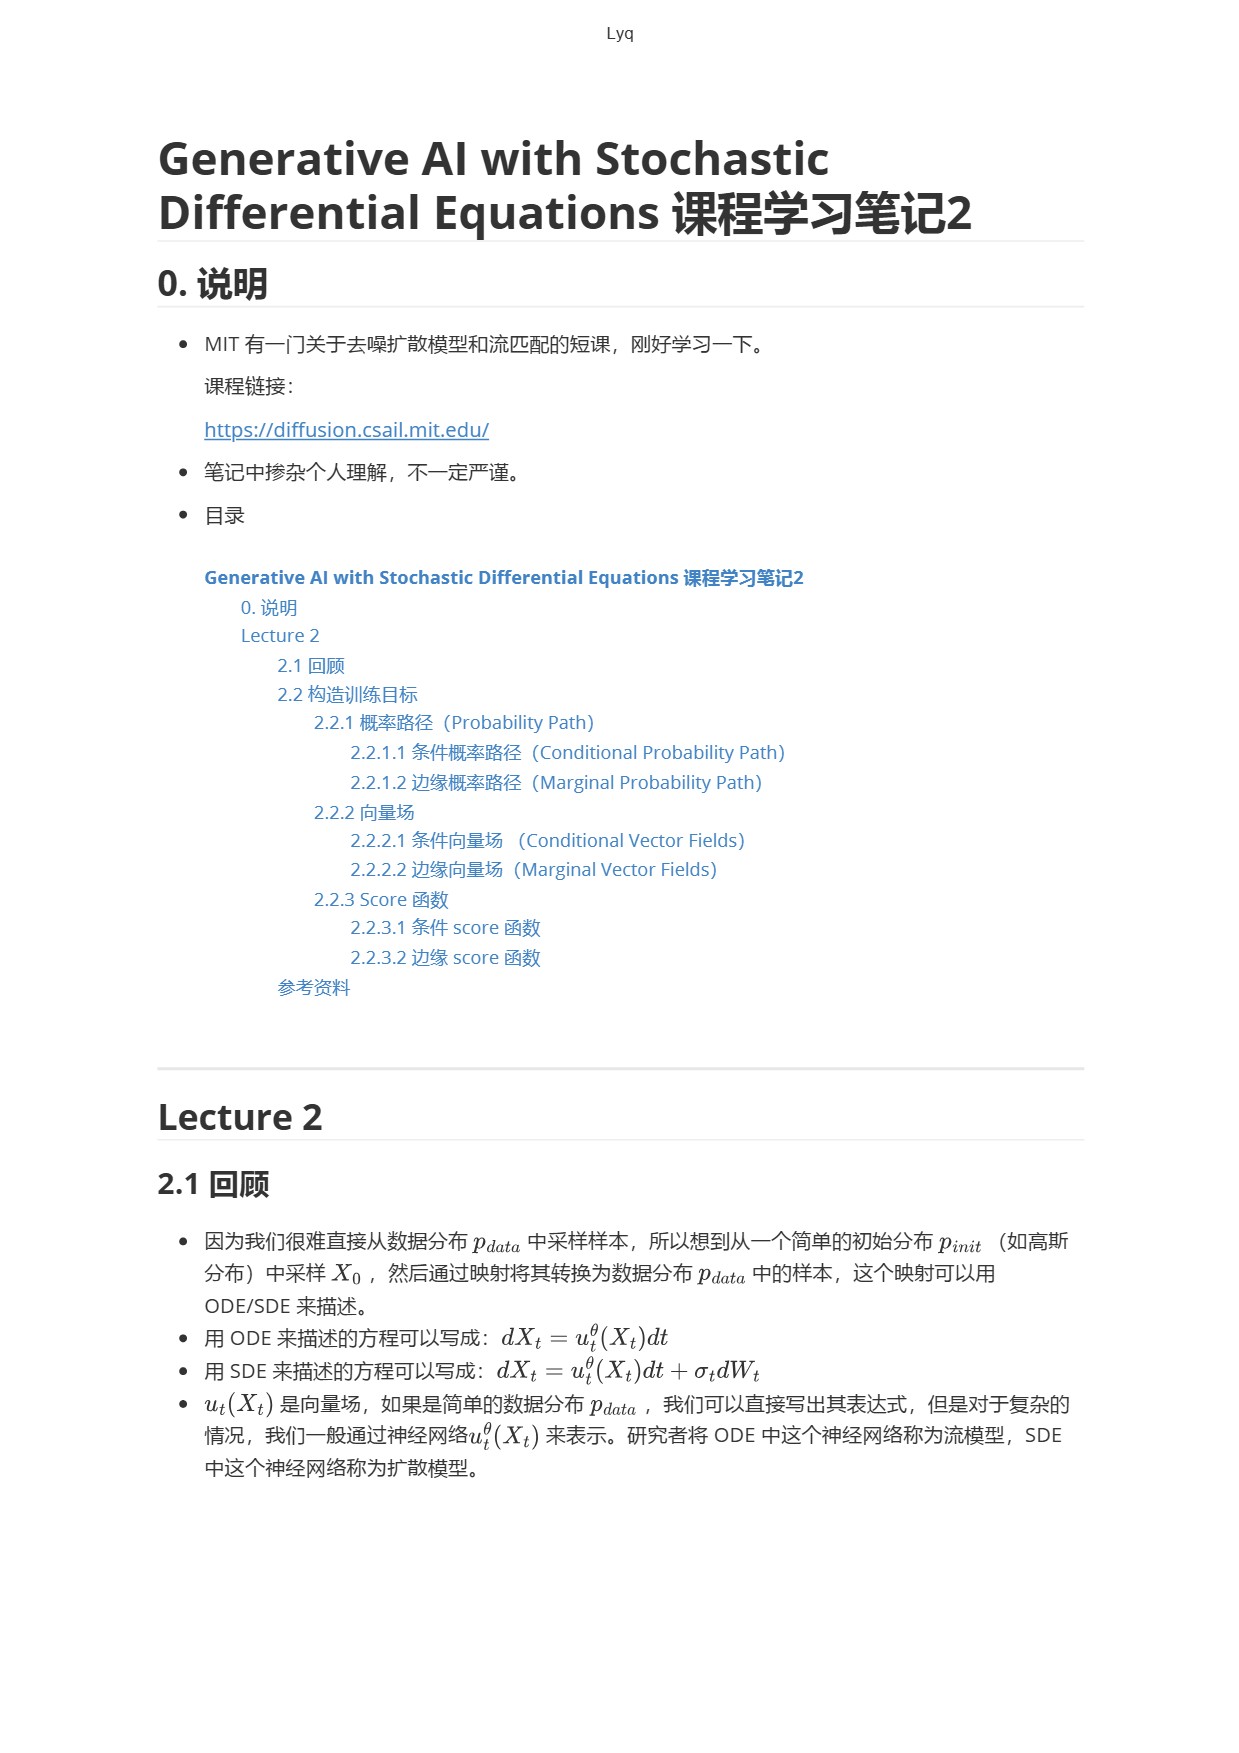 Lyq
Generative AI with Stochastic
Differential Equations 课程学习笔记2
0. 说明
• MIT 有一门关于去噪扩散模型和流匹配的短课，刚好学习一下。
课程链接：
https://diffusion.csail.mit.edu/
• 笔记中掺杂个人理解，不一定严谨。
• 目录
Generative AI with Stochastic Differential Equations 课程学习笔记2
0. 说明
Lecture 2
2.1 回顾
2.2 构造训练目标
2.2.1 概率路径（Probability Path）
2.2.1.1 条件概率路径（Conditional Probability Path）
2.2.1.2 边缘概率路径（Marginal Probability Path）
2.2.2 向量场
2.2.2.1 条件向量场 （Conditional Vector Fields）
2.2.2.2 边缘向量场（Marginal Vector Fields）
2.2.3 Score 函数
2.2.3.1 条件 score 函数
2.2.3.2 边缘 score 函数
参考资料
Lecture 2
2.1 回顾
• 因为我们很难直接从数据分布 $p_{data}$ 中采样样本，所以想到从一个简单的初始分布 $p_{init}$ （如高斯
分布）中采样 $X_0$ ，然后通过映射将其转换为数据分布 $p_{data}$ 中的样本，这个映射可以用
ODE/SDE 来描述。
• 用 ODE 来描述的方程可以写成：$dX_t = u_t^\theta(X_t)dt$
• 用 SDE 来描述的方程可以写成：$dX_t = u_t^\theta(X_t)dt + \sigma_t dW_t$
• $u_t(X_t)$ 是向量场，如果是简单的数据分布 $p_{data}$ ，我们可以直接写出其表达式，但是对于复杂的
情况，我们一般通过神经网络$u_t^\theta(X_t)$ 来表示。研究者将 ODE 中这个神经网络称为流模型，SDE
中这个神经网络称为扩散模型。